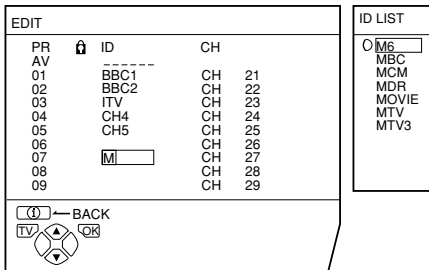 EDIT
PR ID CH
AV ------
01 BBC1 CH 21
02 BBC2 CH 22
03 ITV CH 23
04 CH4 CH 24
05 CH5 CH 25
06 CH 26
07 M CH 27
08 CH 28
09 CH 29
BACK
TV OK
ID LIST
M6
MBC
MCM
MDR
MOVIE
MTV
MTV3